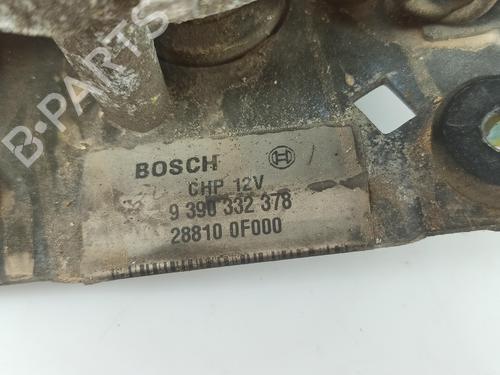 B-PARTS
BOSCH
CHP 12V
9 390 332 378
28810 0F000